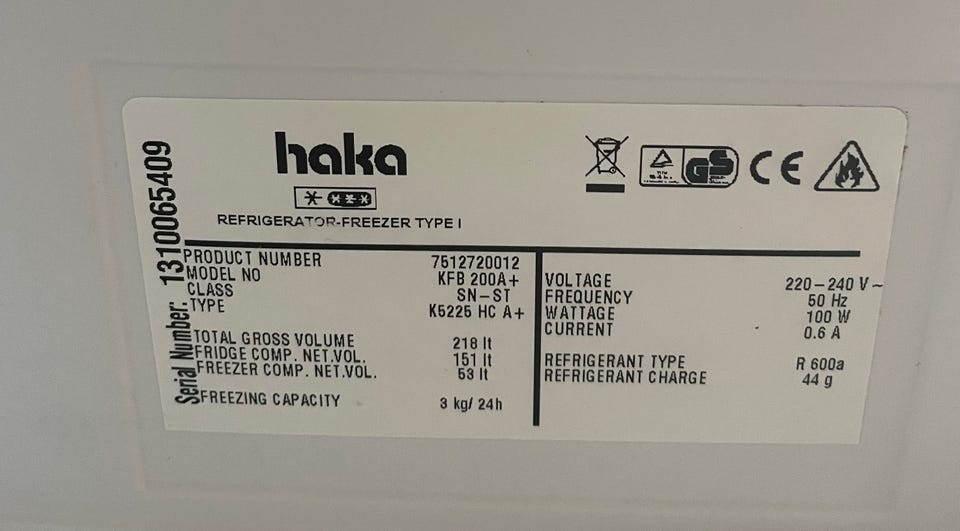 haka
REFRIGERATOR-FREEZER TYPE I
GS
CE
Serial Number: 1310065409
PRODUCT NUMBER 7512720012
MODEL NO KFB 200A+
CLASS SN-ST
TYPE K5225 HC A+
TOTAL GROSS VOLUME 218 lt
FRIDGE COMP. NET.VOL. 151 lt
FREEZER COMP. NET.VOL. 53 lt
FREEZING CAPACITY 3 kg/ 24h
VOLTAGE 220-240 V~
FREQUENCY 50 Hz
WATTAGE 100 W
CURRENT 0.6 A
REFRIGERANT TYPE R 600a
REFRIGERANT CHARGE 44 g